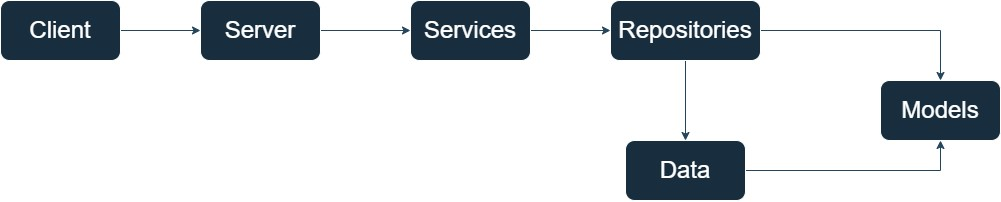 Client
Server
Services
Repositories
Models
Data